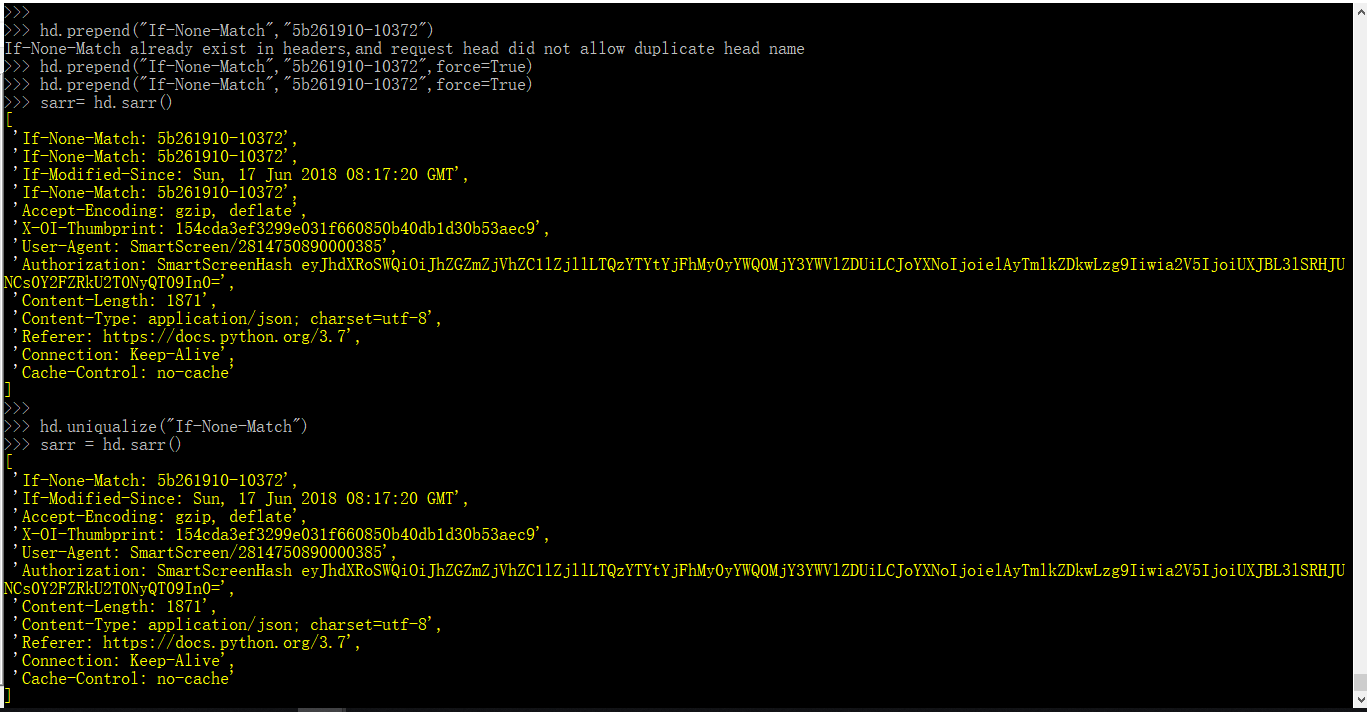 >>>
>>> hd.prepend("If-None-Match","5b261910-10372")
If-None-Match already exist in headers,and request head did not allow duplicate head name
>>> hd.prepend("If-None-Match","5b261910-10372",force=True)
>>> hd.prepend("If-None-Match","5b261910-10372",force=True)
>>> sarr= hd.sarr()
[
 'If-None-Match: 5b261910-10372',
 'If-None-Match: 5b261910-10372',
 'If-Modified-Since: Sun, 17 Jun 2018 08:17:20 GMT',
 'If-None-Match: 5b261910-10372',
 'Accept-Encoding: gzip, deflate',
 'X-OI-Thumbprint: 154cda3ef3299e031f660850b40db1d30b53aec9',
 'User-Agent: SmartScreen/2814750890000385',
 'Authorization: SmartScreenHash eyJhdXRoSWQiOiJhZGZmZjVhZC1lZjllLTQzYTYtYjFhMy0yYWQ0MjY3YWVlZDUiLCJoYXNoIjoielAyTmlkZDkwLzg9Iiwia2V5IjoiUXJBL3lSRHJU
NCs0Y2FZRkU2T0NyQT09In0=',
 'Content-Length: 1871',
 'Content-Type: application/json; charset=utf-8',
 'Referer: https://docs.python.org/3.7',
 'Connection: Keep-Alive',
 'Cache-Control: no-cache'
]
>>>
>>> hd.uniqualize("If-None-Match")
>>> sarr = hd.sarr()
[
 'If-None-Match: 5b261910-10372',
 'If-Modified-Since: Sun, 17 Jun 2018 08:17:20 GMT',
 'Accept-Encoding: gzip, deflate',
 'X-OI-Thumbprint: 154cda3ef3299e031f660850b40db1d30b53aec9',
 'User-Agent: SmartScreen/2814750890000385',
 'Authorization: SmartScreenHash eyJhdXRoSWQiOiJhZGZmZjVhZC1lZjllLTQzYTYtYjFhMy0yYWQ0MjY3YWVlZDUiLCJoYXNoIjoielAyTmlkZDkwLzg9Iiwia2V5IjoiUXJBL3lSRHJU
NCs0Y2FZRkU2T0NyQT09In0=',
 'Content-Length: 1871',
 'Content-Type: application/json; charset=utf-8',
 'Referer: https://docs.python.org/3.7',
 'Connection: Keep-Alive',
 'Cache-Control: no-cache'
]